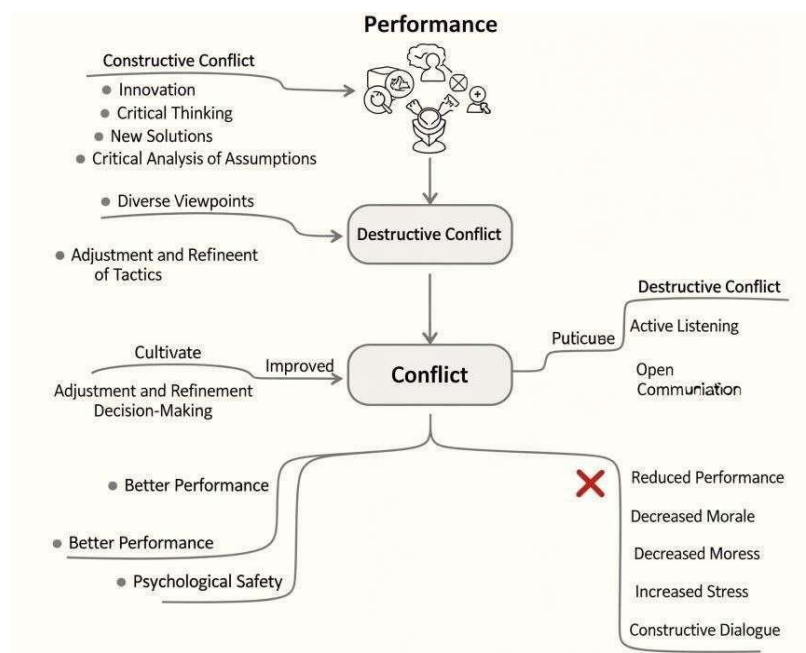 Performance
Constructive Conflict
Innovation
Critical Thinking
New Solutions
Critical Analysis of Assumptions
Diverse Viewpoints
Destructive Conflict
Adjustment and Refineent
of Tactics
Destructive Conflict
Active Listening
Open
Cultivate
Improved
Conflict
Adjustment and Refinement
Decision-Making
Better Performance
Better Performance
Psychological Safety
Reduced Performance
Decreased Morale
Decreased Moress
Increased Stress
Constructive Dialogue